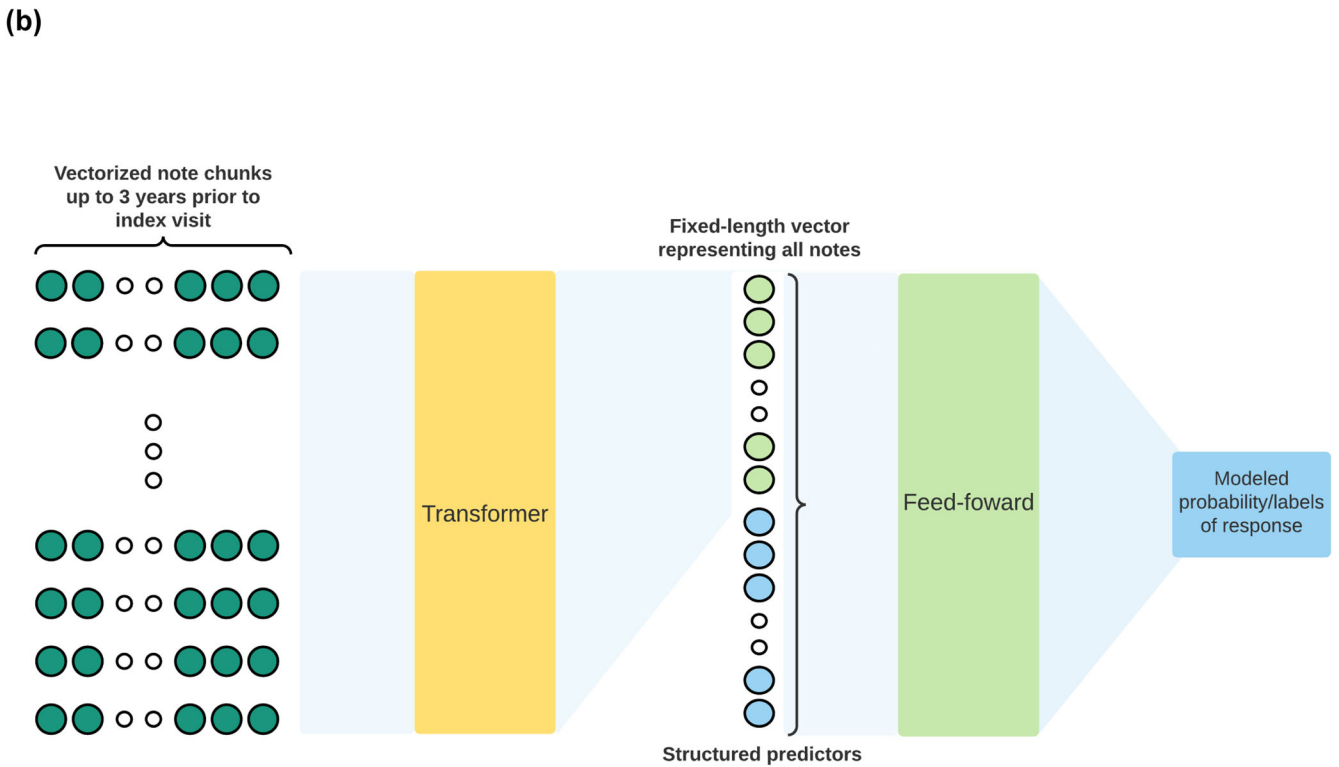 (b)
Vectorized note chunks
up to 3 years prior to
index visit
Fixed-length vector
representing all notes
Transformer
Feed-foward
Modeled
probability/labels
of response
Structured predictors